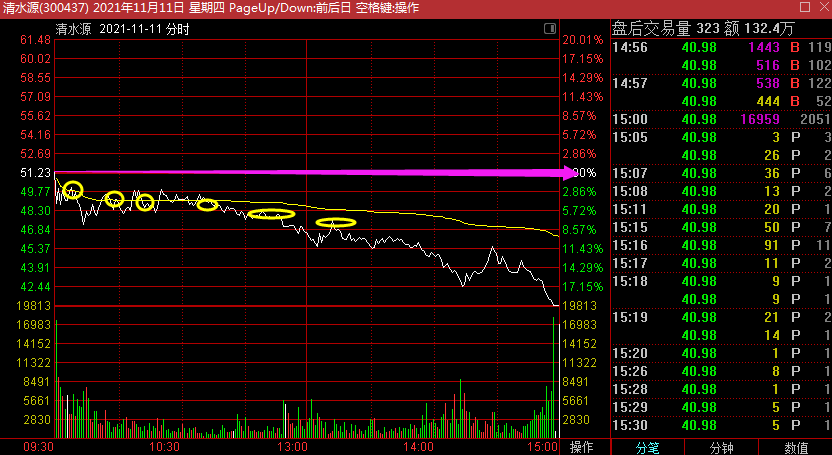 清水源(300437) 2021年11月11日 星期四 PageUp/Down:前后日 空格键:操作
清水源 2021-11-11 分时
61.48 20.01%
60.02 17.15%
58.55 14.29%
57.09 11.43%
55.62 8.57%
54.16 5.72%
52.69 2.86%
51.23 .00%
49.77 2.86%
48.30 5.72%
46.84 8.57%
45.37 11.43%
43.91 14.29%
42.44 17.15%
19813 19813
16983 16983
14152 14152
11322 11322
8491 8491
5661 5661
2830 2830
09:30 10:30 13:00 14:00 15:00 操作
盘后交易量 323 额 132.4万
14:56 40.98 1443 B 119
40.98 516 B 102
14:57 40.98 538 B 122
40.98 444 B 52
15:00 40.98 16959 2051
15:05 40.98 3 P 3
40.98 26 P 2
15:07 40.98 36 P 6
15:08 40.98 13 P 2
15:11 40.98 20 P 1
15:15 40.98 50 P 7
15:16 40.98 91 P 11
15:17 40.98 11 P 2
15:18 40.98 9 P 1
40.98 9 P 1
15:19 40.98 21 P 2
40.98 14 P 1
15:20 40.98 1 P 1
15:26 40.98 8 P 1
15:28 40.98 1 P 1
15:29 40.98 5 P 1
15:30 40.98 5 P 1
分笔 分钟 数值